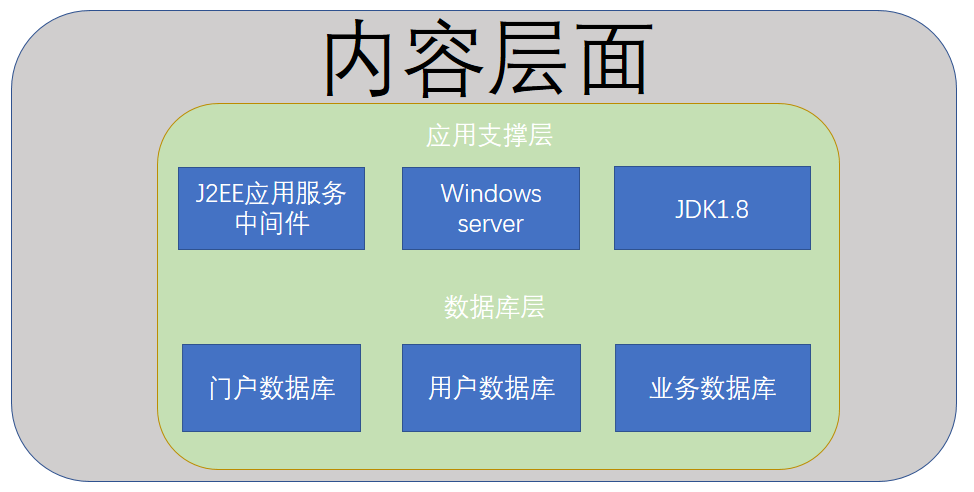 内容层面
应用支撑层
J2EE应用服务
中间件
Windows
server
JDK1.8
数据库层
门户数据库
用户数据库
业务数据库